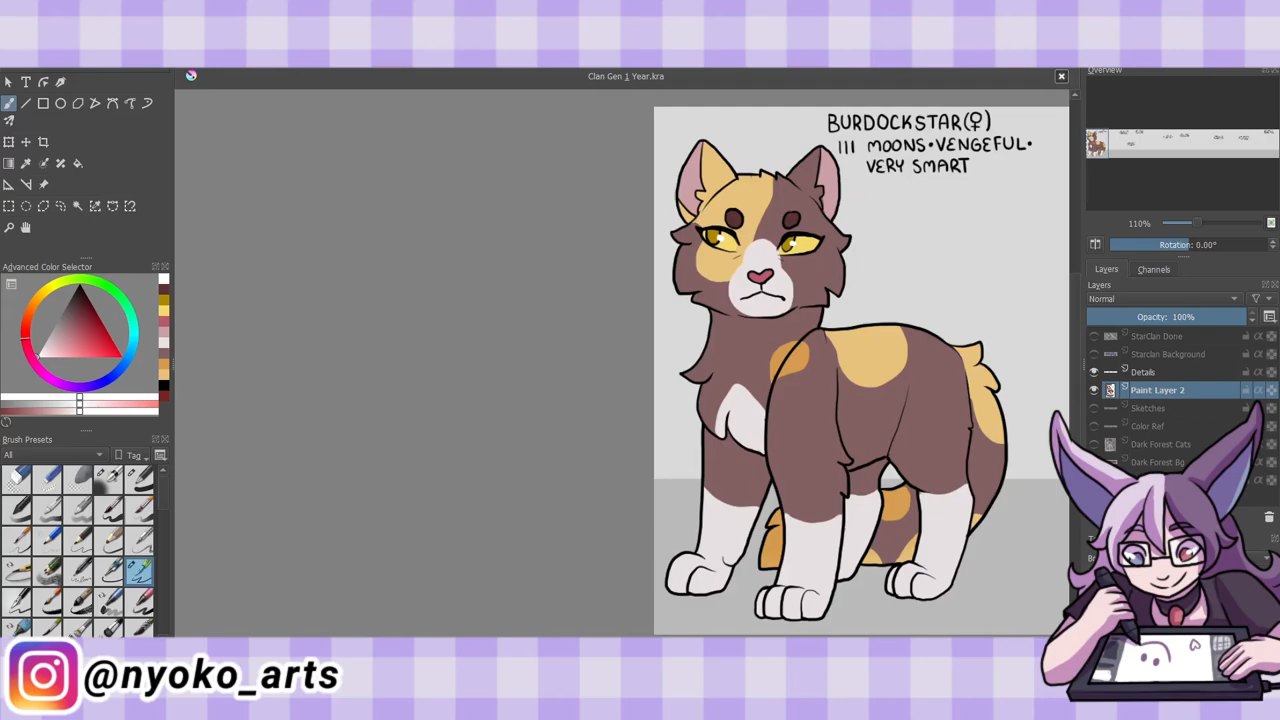 Clan Gen 1 Year.kra
Overview
BURDOCKSTAR(♀)
111 MOONS•VENGEFUL•
VERY SMART
110%
Rotation: 0.00°
Advanced Color Selector
Layers
Channels
Layers
Normal
Opacity: 100%
StarClan Done
Starclan Background
Details
Paint Layer 2
Sketches
Color Ref
Dark Forest Cats
Dark Forest Bg
Brush Presets
All
Tag
@nyoko_arts